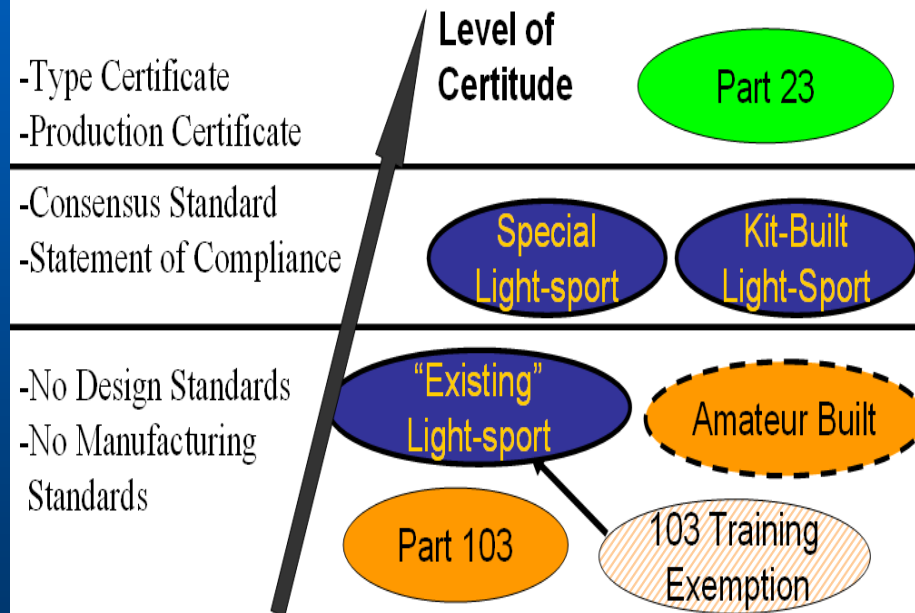 Level of
Certitude
-Type Certificate
-Production Certificate
Part 23
-Consensus Standard
-Statement of Compliance
Special
Light-sport
Kit-Built
Light-Sport
-No Design Standards
-No Manufacturing
Standards
“Existing”
Light-sport
Amateur Built
Part 103
103 Training
Exemption